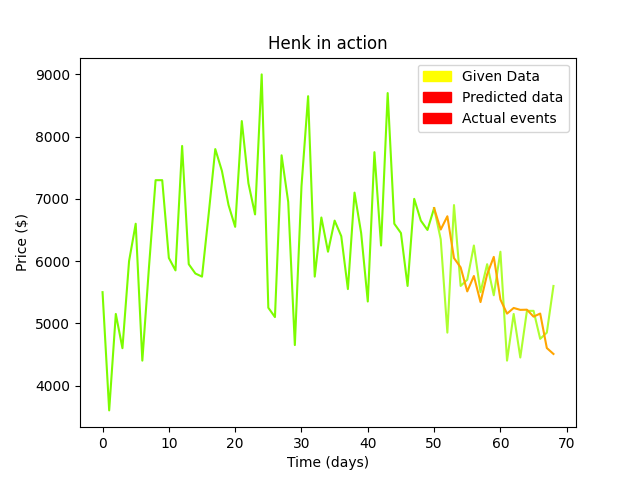 Henk in action
Given Data
Predicted data
Actual events
9000
8000
7000
6000
5000
4000
Price ($)
0 10 20 30 40 50 60 70
Time (days)